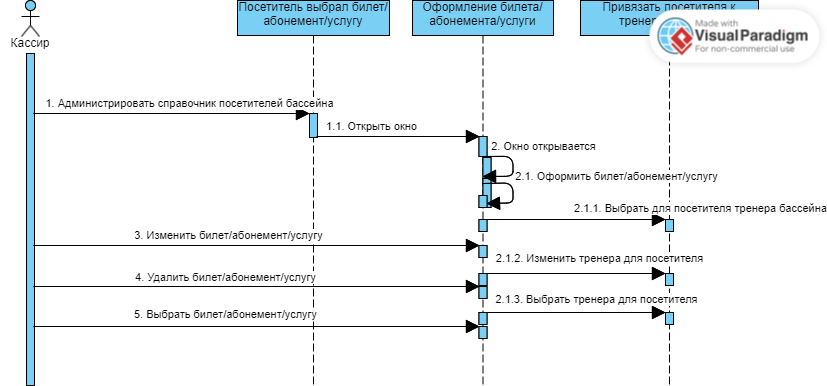 Посетитель выбрал билет/
абонемент/услугу
Оформление билета/
абонемента/услуги
Привязать посетителя к
Made with
VisualParadigm
For non-commercial use
Кассир
1. Администрировать справочник посетителей бассейна
1.1. Открыть окно
2. Окно открывается
2.1. Оформить билет/абонемент/услугу
2.1.1. Выбрать для посетителя тренера бассейна
3. Изменить билет/абонемент/услугу
2.1.2. Изменить тренера для посетителя
4. Удалить билет/абонемент/услугу
2.1.3. Выбрать тренера для посетителя
5. Выбрать билет/абонемент/услугу